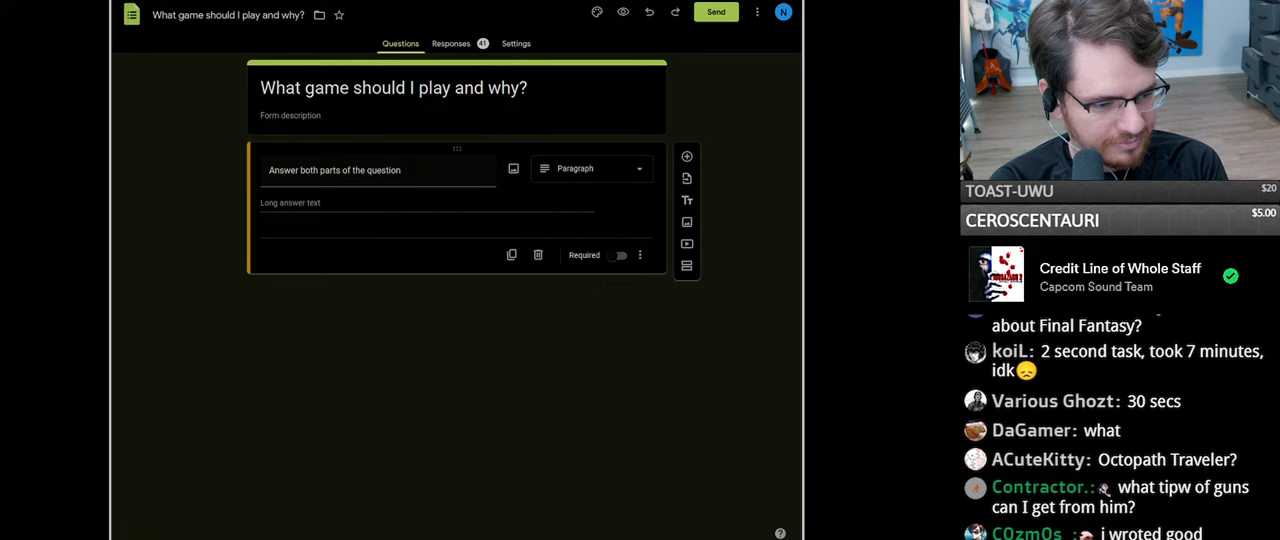 What game should I play and why?
Send
N
Questions
Responses 41
Settings
What game should I play and why?
Form description
Answer both parts of the question
Paragraph
Long answer text
Required
TOAST-UWU $20
CEROSCENTAURI $5.00
Credit Line of Whole Staff
Capcom Sound Team
about Final Fantasy?
koiL: 2 second task, took 7 minutes,
idk😞
Various Ghozt: 30 secs
DaGamer: what
ACuteKitty: Octopath Traveler?
Contractor.: what tipw of guns
can I get from him?
C0zm0s : i wroted good